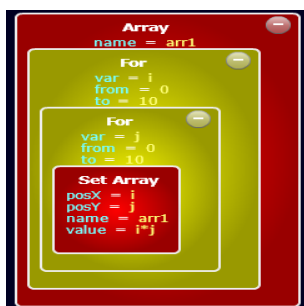 Array
name = arr1
For
var = i
from = 0
to = 10
For
var = j
from = 0
to = 10
Set Array
posX = i
posY = j
name = arr1
value = i*j